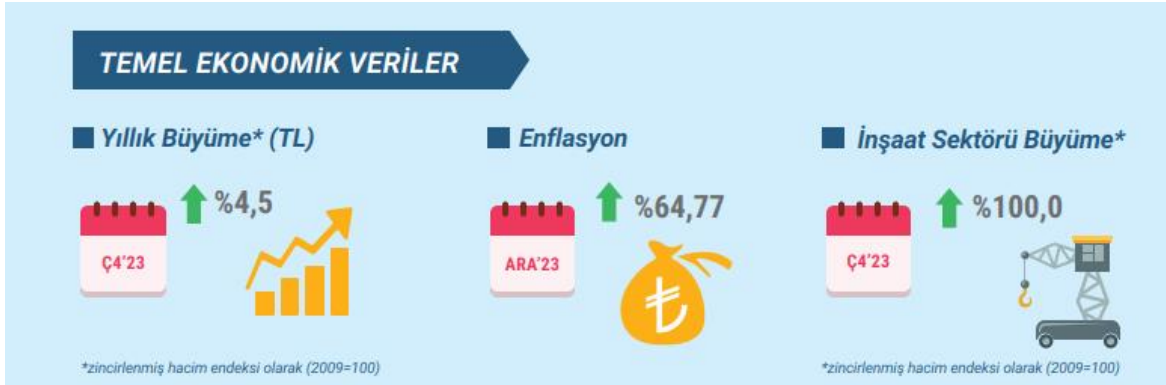 TEMEL EKONOMİK VERİLER
Yıllık Büyüme* (TL)
Ç4'23
%4,5
*zincirlenmiş hacim endeksi olarak (2009=100)
Enflasyon
ARA'23
%64,77
İnşaat Sektörü Büyüme*
Ç4'23
%100,0
*zincirlenmiş hacim endeksi olarak (2009=100)